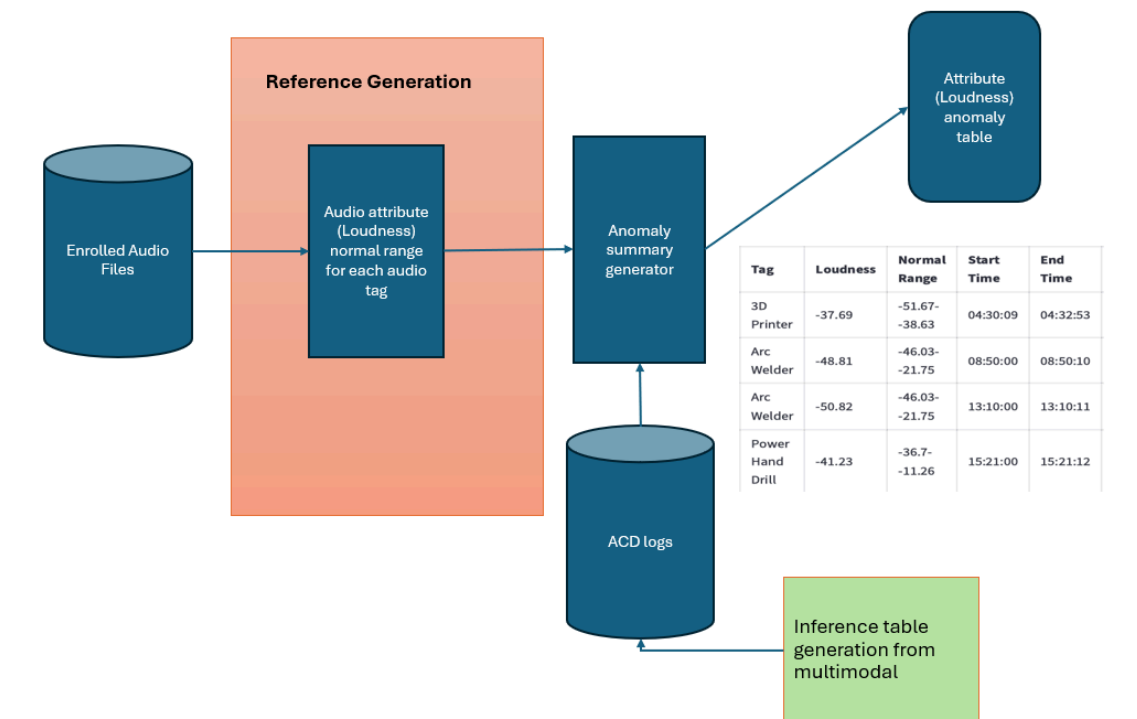 Reference Generation
Enrolled Audio
Files
Audio attribute
(Loudness)
normal range
for each audio
tag
Anomaly
summary
generator
Attribute
(Loudness)
anomaly
table
Tag Loudness Normal Range Start Time End Time
3D Printer -37.69 -51.67--38.63 04:30:09 04:32:53
Arc Welder -48.81 -46.03--21.75 08:50:00 08:50:10
Arc Welder -50.82 -46.03--21.75 13:10:00 13:10:11
Power Hand Drill -41.23 -36.7--11.26 15:21:00 15:21:12
ACD logs
Inference table
generation from
multimodal